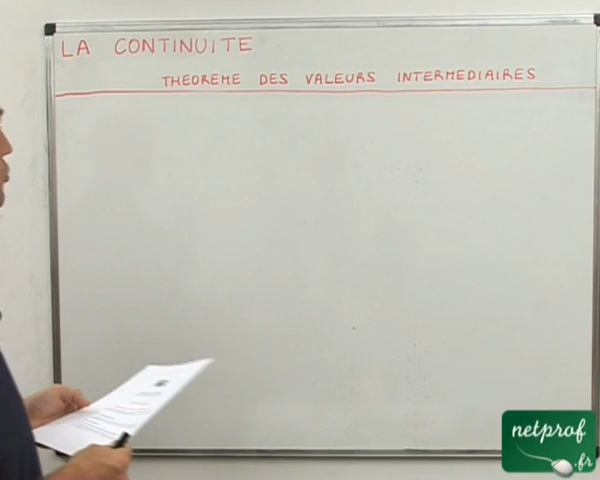 LA CONTINUITE
THEOREME DES VALEURS INTERMEDIAIRES
netprof
.fr